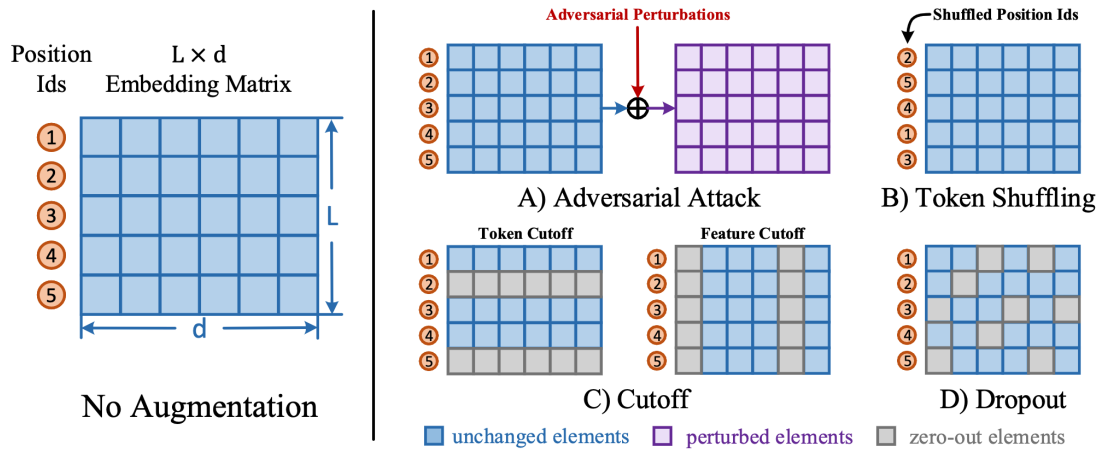 Position
Ids
L × d
Embedding Matrix
1
2
3
4
5
L
d
No Augmentation
Adversarial Perturbations
1
2
3
4
5
A) Adversarial Attack
Shuffled Position Ids
2
5
4
1
3
B) Token Shuffling
Token Cutoff
1
2
3
4
5
Feature Cutoff
1
2
3
4
5
C) Cutoff
1
2
3
4
5
D) Dropout
unchanged elements
perturbed elements
zero-out elements